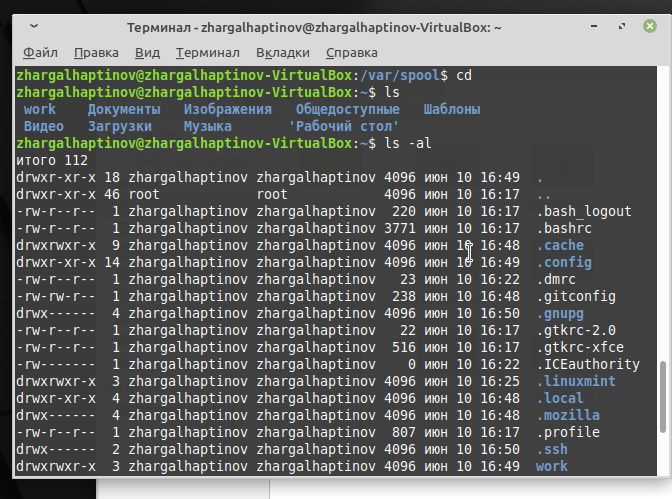 Терминал - zhargalhaptinov@zhargalhaptinov-VirtualBox: ~
Файл Правка Вид Терминал Вкладки Справка
zhargalhaptinov@zhargalhaptinov-VirtualBox:/var/spool$ cd
zhargalhaptinov@zhargalhaptinov-VirtualBox:~$ ls
work Документы Изображения Общедоступные Шаблоны
Видео Загрузки Музыка 'Рабочий стол'
zhargalhaptinov@zhargalhaptinov-VirtualBox:~$ ls -al
итого 112
drwxr-xr-x 18 zhargalhaptinov zhargalhaptinov 4096 июн 10 16:49 .
drwxr-xr-x 46 root root 4096 июн 10 16:17 ..
-rw-r--r-- 1 zhargalhaptinov zhargalhaptinov 220 июн 10 16:17 .bash_logout
-rw-r--r-- 1 zhargalhaptinov zhargalhaptinov 3771 июн 10 16:17 .bashrc
drwxrwxr-x 9 zhargalhaptinov zhargalhaptinov 4096 июн 10 16:48 .cache
drwxr-xr-x 14 zhargalhaptinov zhargalhaptinov 4096 июн 10 16:49 .config
-rw-r--r-- 1 zhargalhaptinov zhargalhaptinov 23 июн 10 16:22 .dmrc
-rw-rw-r-- 1 zhargalhaptinov zhargalhaptinov 238 июн 10 16:48 .gitconfig
drwx------ 4 zhargalhaptinov zhargalhaptinov 4096 июн 10 16:50 .gnupg
-rw-r--r-- 1 zhargalhaptinov zhargalhaptinov 22 июн 10 16:17 .gtkrc-2.0
-rw-r--r-- 1 zhargalhaptinov zhargalhaptinov 516 июн 10 16:17 .gtkrc-xfce
-rw------- 1 zhargalhaptinov zhargalhaptinov 0 июн 10 16:22 .ICEauthority
drwxrwxr-x 3 zhargalhaptinov zhargalhaptinov 4096 июн 10 16:25 .linuxmint
drwxr-xr-x 4 zhargalhaptinov zhargalhaptinov 4096 июн 10 16:48 .local
drwx------ 4 zhargalhaptinov zhargalhaptinov 4096 июн 10 16:48 .mozilla
-rw-r--r-- 1 zhargalhaptinov zhargalhaptinov 807 июн 10 16:17 .profile
drwx------ 2 zhargalhaptinov zhargalhaptinov 4096 июн 10 16:50 .ssh
drwxrwxr-x 3 zhargalhaptinov zhargalhaptinov 4096 июн 10 16:49 work